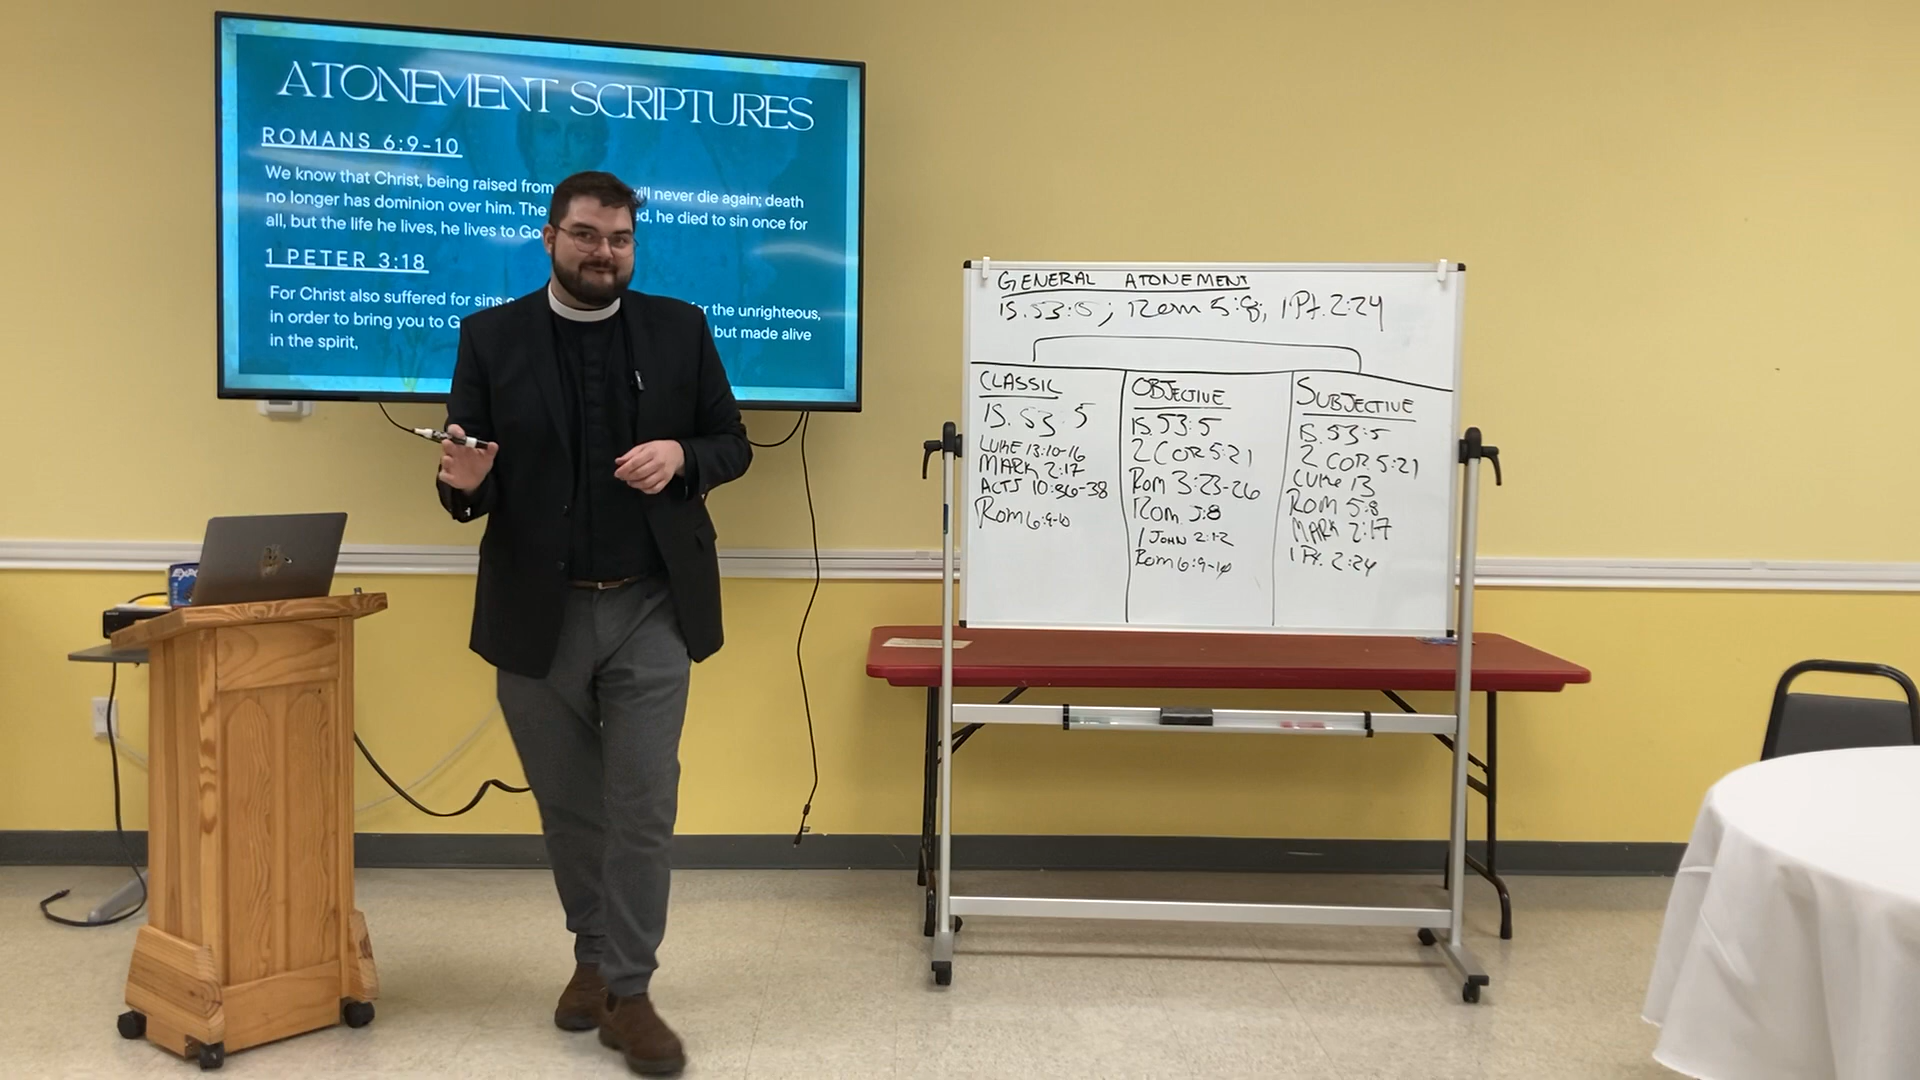 ATONEMENT SCRIPTURES
ROMANS 6:9-10
We know that Christ, being raised from will never die again; death
no longer has dominion over him. The ed, he died to sin once for
all, but the life he lives, he lives to Go
1 PETER 3:18
For Christ also suffered for sins for the unrighteous,
in order to bring you to G but made alive
in the spirit,
GENERAL ATONEMENT
IS. 53:5; Rom 5:8; 1 Pt. 2:24
CLASSIC
IS. 53:5
LUKE 13:10-16
MARK 2:17
ACTS 10:36-38
Rom 6:9-10
OBJECTIVE
IS. 53:5
2 COR 5:21
Rom 3:23-26
Rom 5:8
1 JOHN 2:1-2
Rom 6:9-10
SUBJECTIVE
IS. 53:5
2 COR 5:21
LUKE 13
ROM 5:8
MARK 2:17
1 Pt. 2:24
EXPO